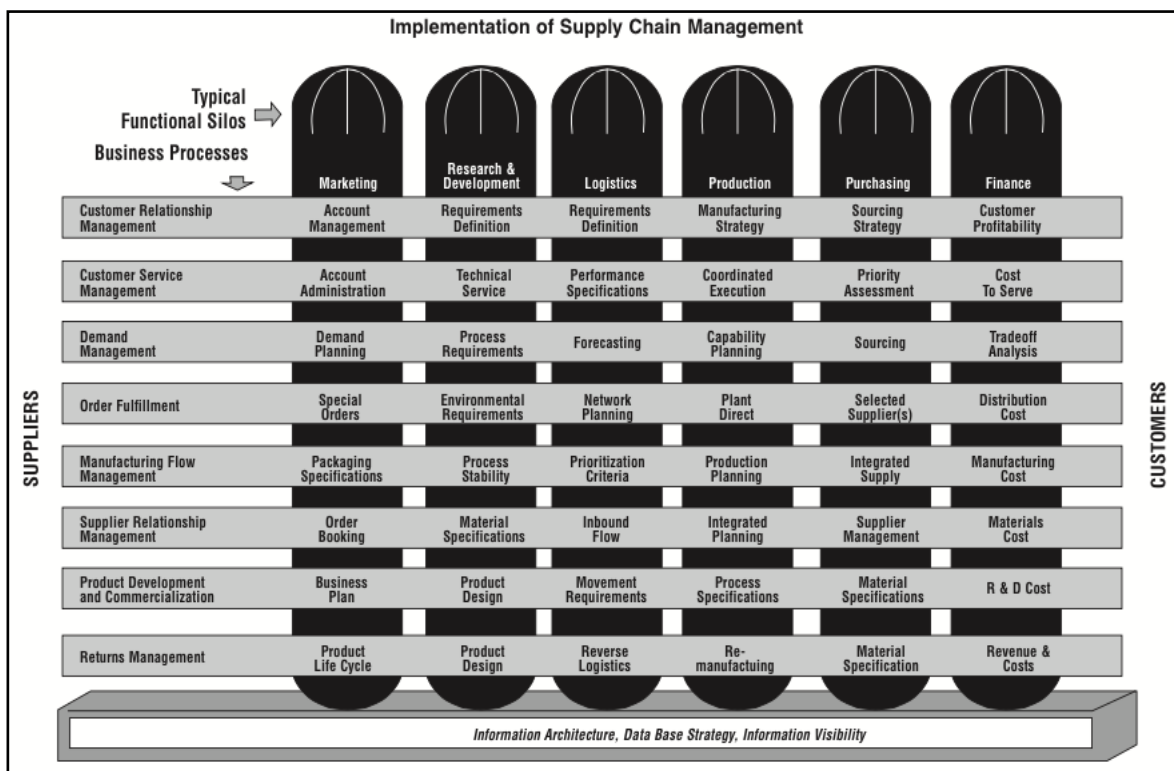 Implementation of Supply Chain Management
Typical
Functional Silos
Business Processes
Marketing
Research &
Development
Logistics
Production
Purchasing
Finance
Customer Relationship
Management
Account
Management
Requirements
Definition
Requirements
Definition
Manufacturing
Strategy
Sourcing
Strategy
Customer
Profitability
Customer Service
Management
Account
Administration
Technical
Service
Performance
Specifications
Coordinated
Execution
Priority
Assessment
Cost
To Serve
Demand
Management
Demand
Planning
Process
Requirements
Forecasting
Capability
Planning
Sourcing
Tradeoff
Analysis
Order Fulfillment
Special
Orders
Environmental
Requirements
Network
Planning
Plant
Direct
Selected
Supplier(s)
Distribution
Cost
Manufacturing Flow
Management
Packaging
Specifications
Process
Stability
Prioritization
Criteria
Production
Planning
Integrated
Supply
Manufacturing
Cost
Supplier Relationship
Management
Order
Booking
Material
Specifications
Inbound
Flow
Integrated
Planning
Supplier
Management
Materials
Cost
Product Development
and Commercialization
Business
Plan
Product
Design
Movement
Requirements
Process
Specifications
Material
Specifications
R & D Cost
Returns Management
Product
Life Cycle
Product
Design
Reverse
Logistics
Re-
manufactuing
Material
Specification
Revenue &
Costs
SUPPLIERS
CUSTOMERS
Information Architecture, Data Base Strategy, Information Visibility